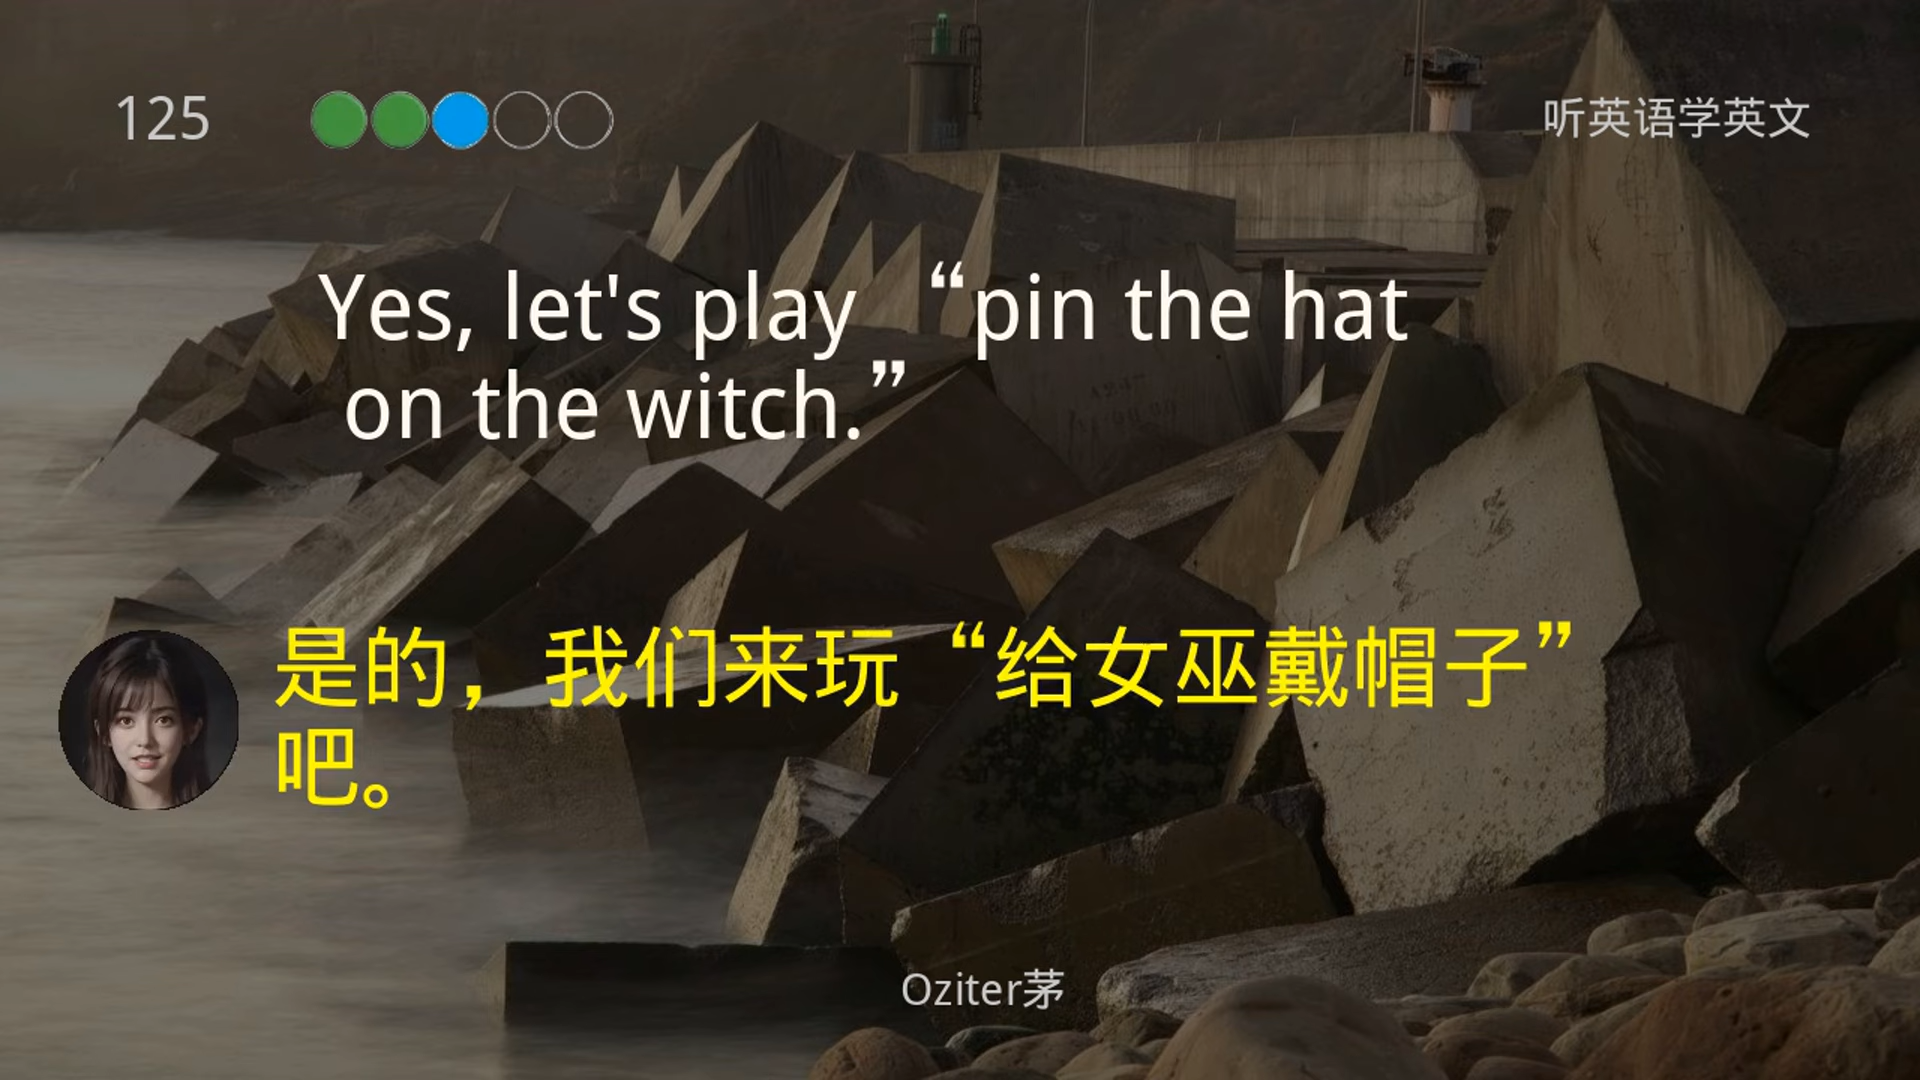 125
听英语学英文
Yes, let's play “pin the hat
on the witch.”
是的，我们来玩“给女巫戴帽子”
吧。
Oziter茅